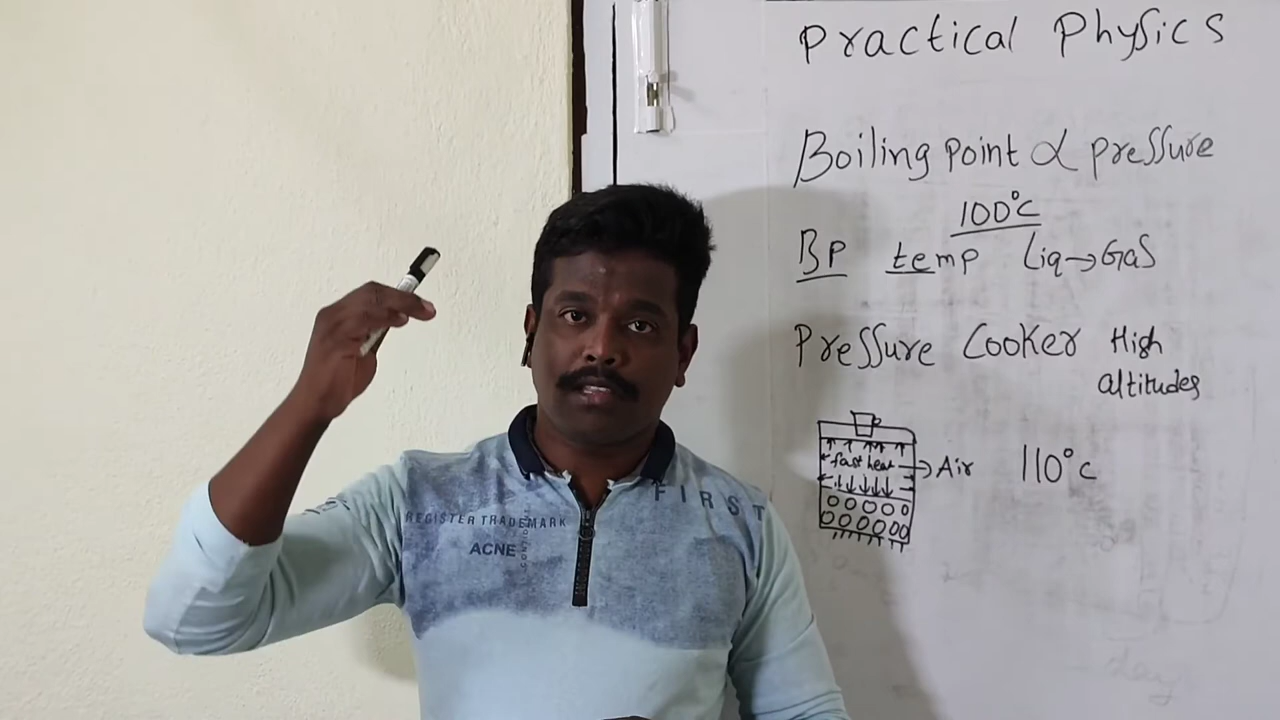 Practical Physics
Boiling point ∝ pressure
100°C
BP temp Liq→Gas
Pressure Cooker High
altitudes
fast heat → Air 110°c
FIRST
REGISTER TRADEMARK
ACNE